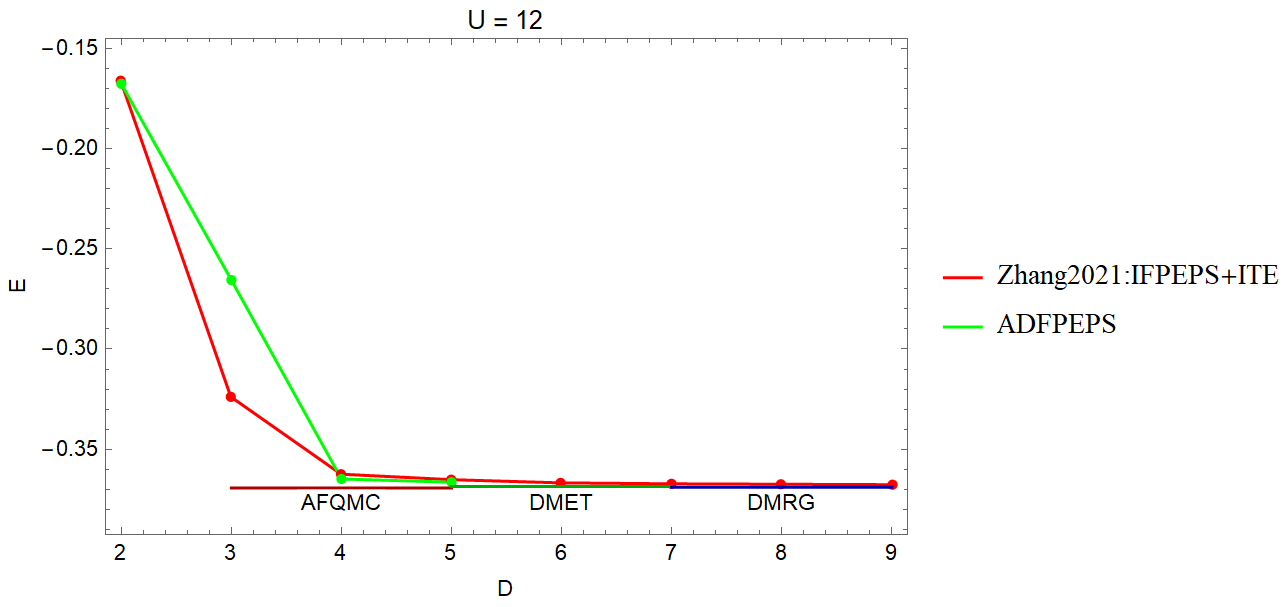 U = 12
−0.15
−0.20
−0.25
−0.30
−0.35
E
AFQMC
DMET
DMRG
2 3 4 5 6 7 8 9
D
Zhang2021:IFPEPS+ITE
ADFPEPS